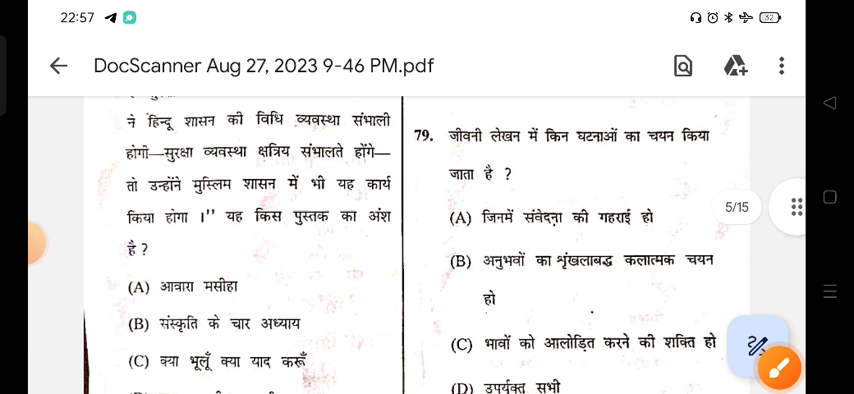 22:57
32
DocScanner Aug 27, 2023 9-46 PM.pdf
ने हिन्दू शासन की विधि व्यवस्था संभाली
होगी—सुरक्षा व्यवस्था क्षत्रिय संभालते होंगे—
तो उन्होंने मुस्लिम शासन में भी यह कार्य
किया होगा ।'' यह किस पुस्तक का अंश
है ?
(A) आवारा मसीहा
(B) संस्कृति के चार अध्याय
(C) क्या भूलूँ क्या याद करूँ
79. जीवनी लेखन में किन घटनाओं का चयन किया
जाता है ?
(A) जिनमें संवेदना की गहराई हो
(B) अनुभवों का शृंखलाबद्ध कलात्मक चयन
हो
(C) भावों को आलोड़ित करने की शक्ति हो
(D) उपर्युक्त सभी
5/15